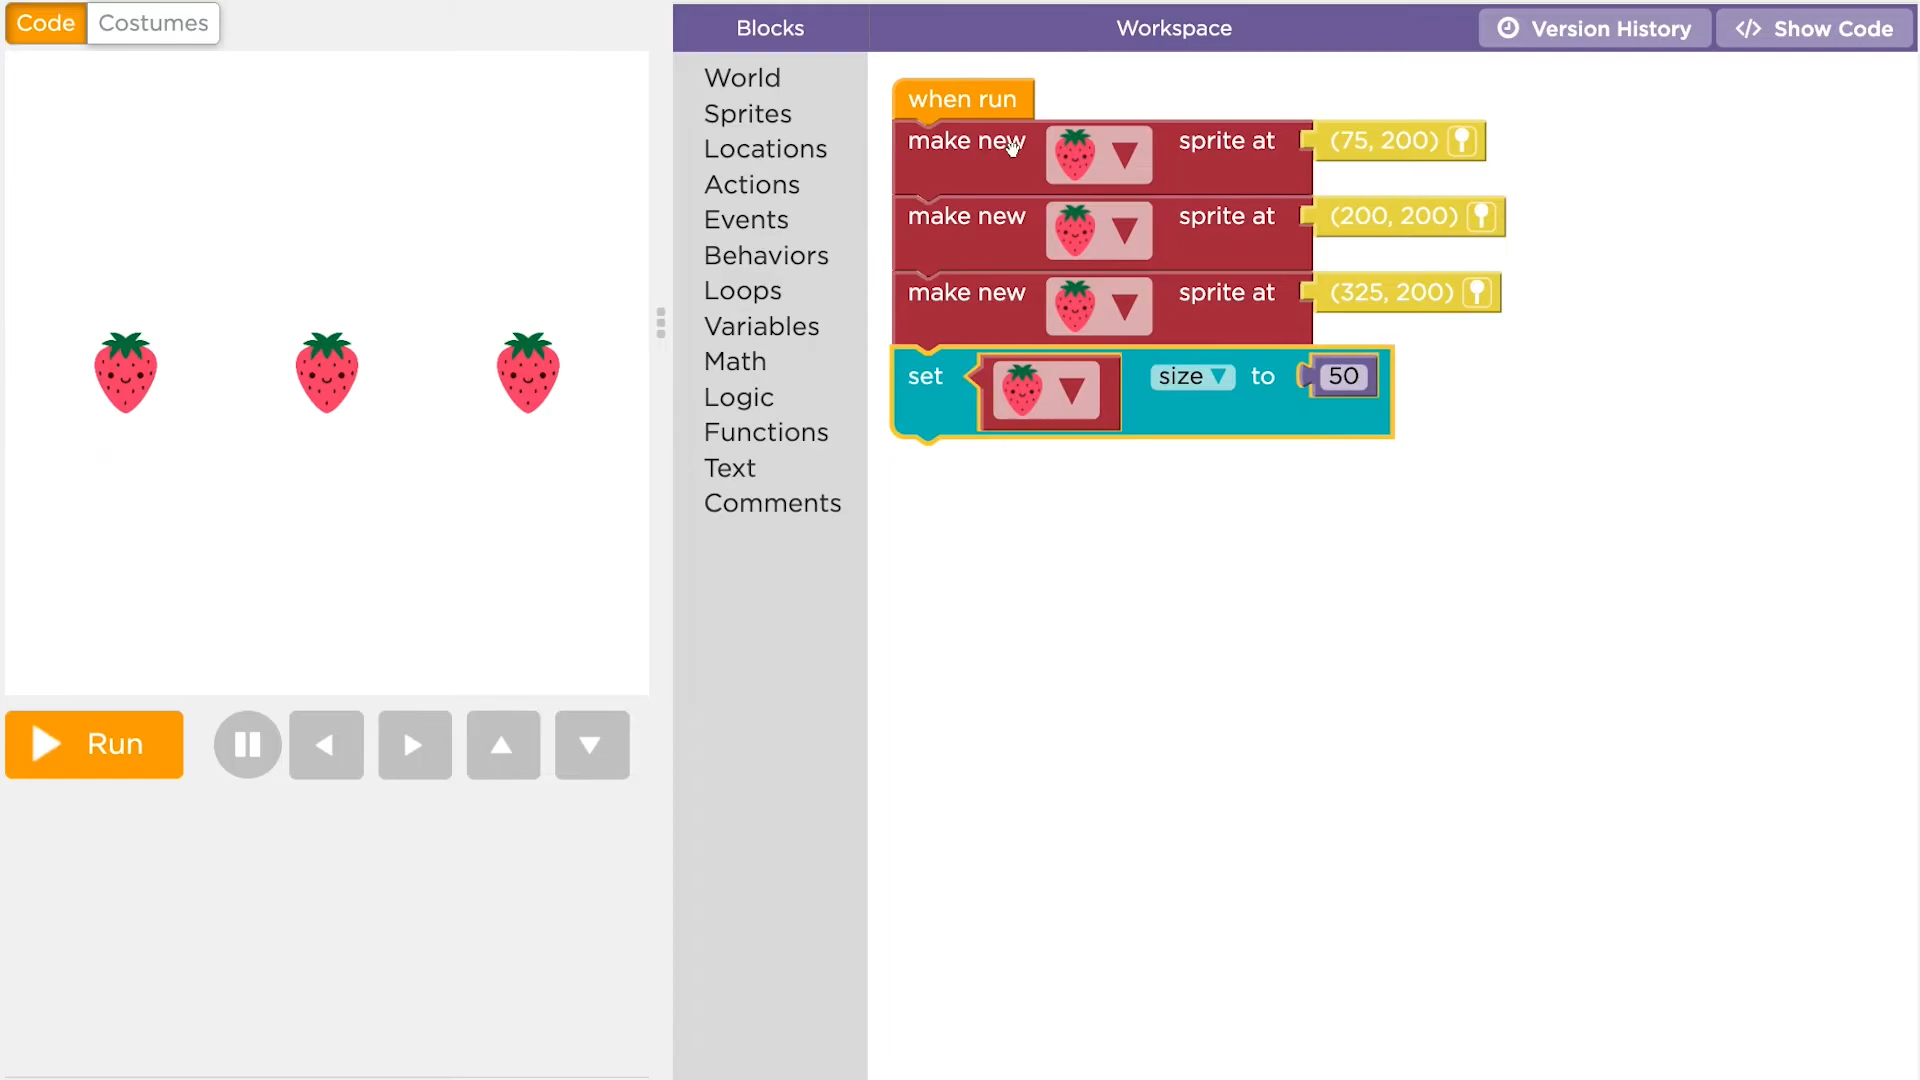 Code Costumes
Blocks
Workspace
Version History
</> Show Code
World
Sprites
Locations
Actions
Events
Behaviors
Loops
Variables
Math
Logic
Functions
Text
Comments
when run
make new sprite at (75, 200)
make new sprite at (200, 200)
make new sprite at (325, 200)
set size to 50
Run